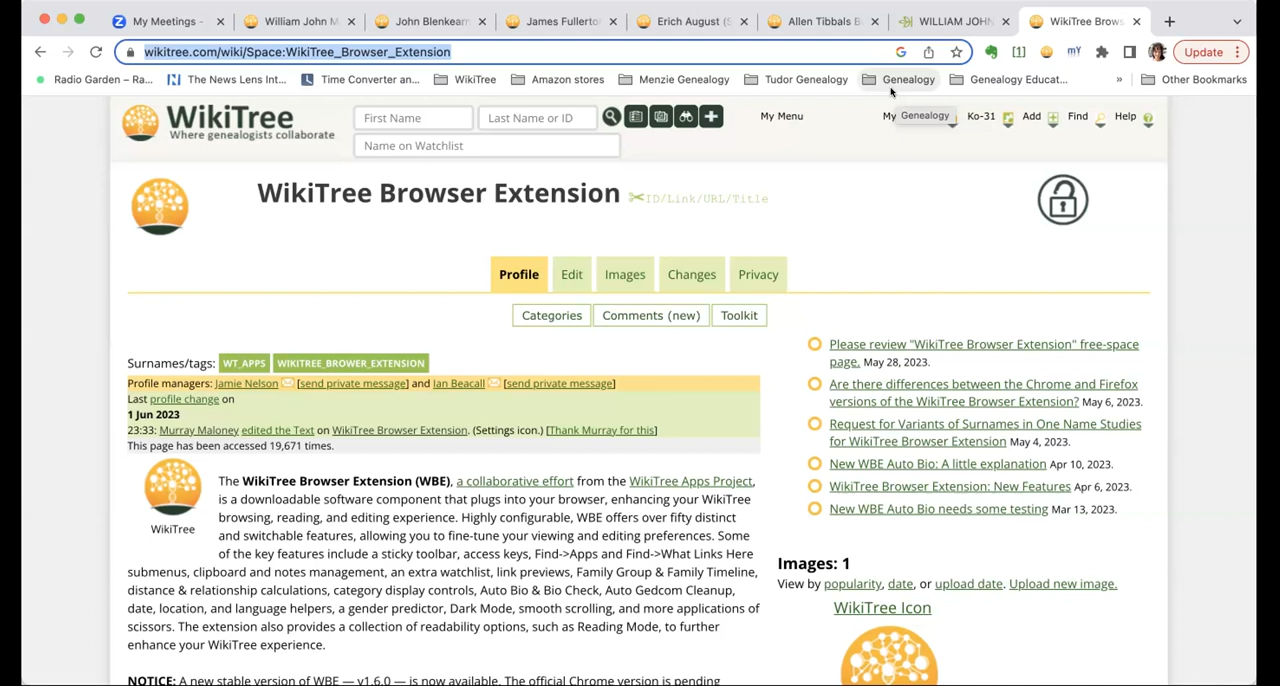 My Meetings -
William John M
John Blenkearn
James Fullerton
Erich August (S
Allen Tibbals B
WILLIAM JOHN
WikiTree Brows
wikitree.com/wiki/Space:WikiTree_Browser_Extension
Update
Radio Garden – Ra...
The News Lens Int...
Time Converter an...
WikiTree
Amazon stores
Menzie Genealogy
Tudor Genealogy
Genealogy
Genealogy Educat...
»
Other Bookmarks
WikiTree
Where genealogists collaborate
First Name
Last Name or ID
Name on Watchlist
My Menu
My
Genealogy
Ko-31
Add
Find
Help
WikiTree Browser Extension
ID/Link/URL/Title
Profile
Edit
Images
Changes
Privacy
Categories
Comments (new)
Toolkit
Surnames/tags: WT_APPS WIKITREE_BROWER_EXTENSION
Profile managers: Jamie Nelson [send private message] and Ian Beacall [send private message]
Last profile change on
1 Jun 2023
23:33: Murray Maloney edited the Text on WikiTree Browser Extension. (Settings icon.) [Thank Murray for this]
This page has been accessed 19,671 times.
WikiTree
The WikiTree Browser Extension (WBE), a collaborative effort from the WikiTree Apps Project,
is a downloadable software component that plugs into your browser, enhancing your WikiTree
browsing, reading, and editing experience. Highly configurable, WBE offers over fifty distinct
and switchable features, allowing you to fine-tune your viewing and editing preferences. Some
of the key features include a sticky toolbar, access keys, Find->Apps and Find->What Links Here
submenus, clipboard and notes management, an extra watchlist, link previews, Family Group & Family Timeline,
distance & relationship calculations, category display controls, Auto Bio & Bio Check, Auto Gedcom Cleanup,
date, location, and language helpers, a gender predictor, Dark Mode, smooth scrolling, and more applications of
scissors. The extension also provides a collection of readability options, such as Reading Mode, to further
enhance your WikiTree experience.
NOTICE: A new stable version of WBE — v1.6.0 — is now available. The official Chrome version is pending
Please review "WikiTree Browser Extension" free-space
page. May 28, 2023.
Are there differences between the Chrome and Firefox
versions of the WikiTree Browser Extension? May 6, 2023.
Request for Variants of Surnames in One Name Studies
for WikiTree Browser Extension May 4, 2023.
New WBE Auto Bio: A little explanation Apr 10, 2023.
WikiTree Browser Extension: New Features Apr 6, 2023.
New WBE Auto Bio needs some testing Mar 13, 2023.
Images: 1
View by popularity, date, or upload date. Upload new image.
WikiTree Icon